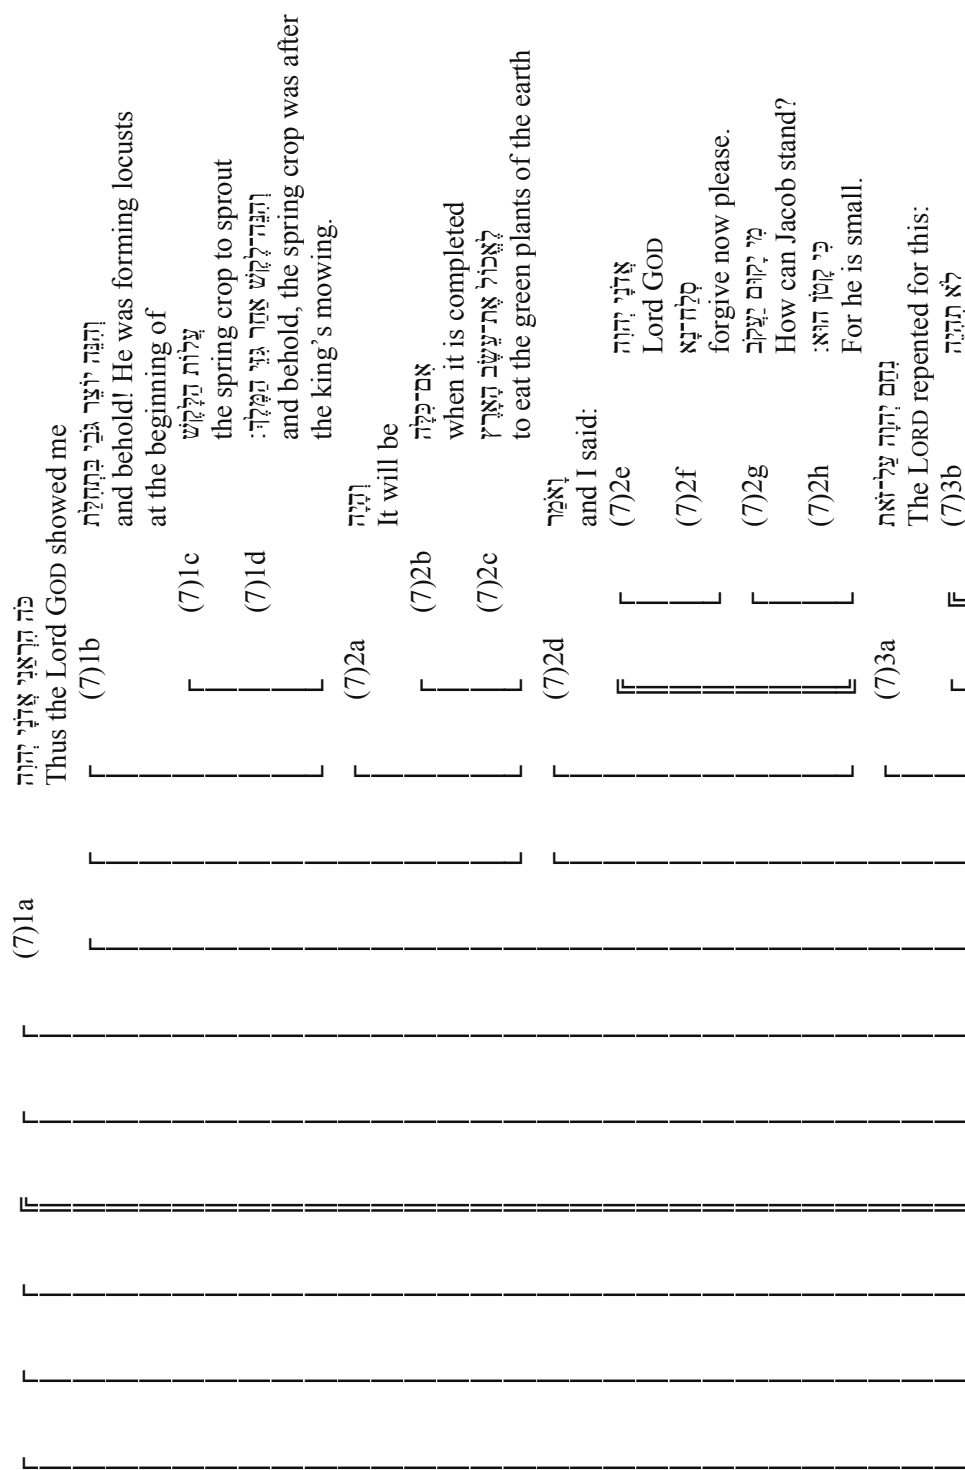 (7)1a כֹּה הִרְאַנִי אֲדֹנָי יְהוִה
Thus the Lord GOD showed me
(7)1b וְהִנֵּה יוֹצֵר גֹּבַי בִּתְחִלַּת
and behold! He was forming locusts
at the beginning of
(7)1c עֲלוֹת הַלָּקֶשׁ
the spring crop to sprout
(7)1d וְהִנֵּה־לֶקֶשׁ אַחַר גִּזֵּי הַמֶּלֶךְ׃
and behold, the spring crop was after
the king’s mowing.
(7)2a וְהָיָה
It will be
(7)2b אִם־כִּלָּה
when it is completed
(7)2c לֶאֱכוֹל אֶת־עֵשֶׂב הָאָרֶץ
to eat the green plants of the earth
(7)2d וָאֹמַר
and I said:
(7)2e אֲדֹנָי יְהוִה
Lord GOD
(7)2f סְלַח־נָא
forgive now please.
(7)2g מִי יָקוּם יַעֲקֹב
How can Jacob stand?
(7)2h כִּי קָטֹן הוּא׃
For he is small.
(7)3a נִחַם יְהוָה עַל־זֹאת
The LORD repented for this:
(7)3b לֹא תִהְיֶה